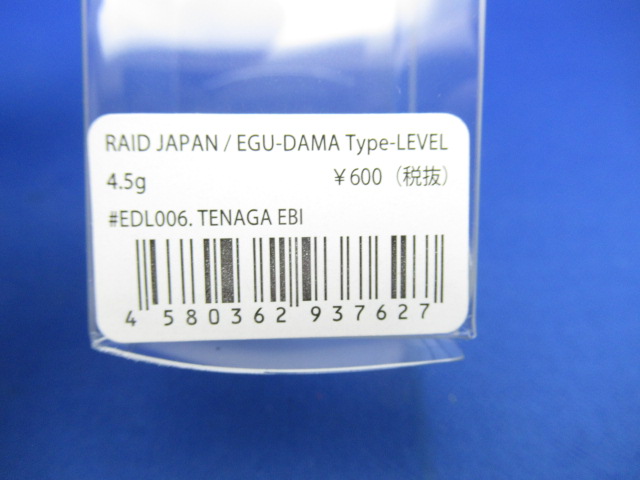 RAID JAPAN / EGU-DAMA Type-LEVEL
4.5g ￥600（税抜）
#EDL006. TENAGA EBI
4 580362 937627